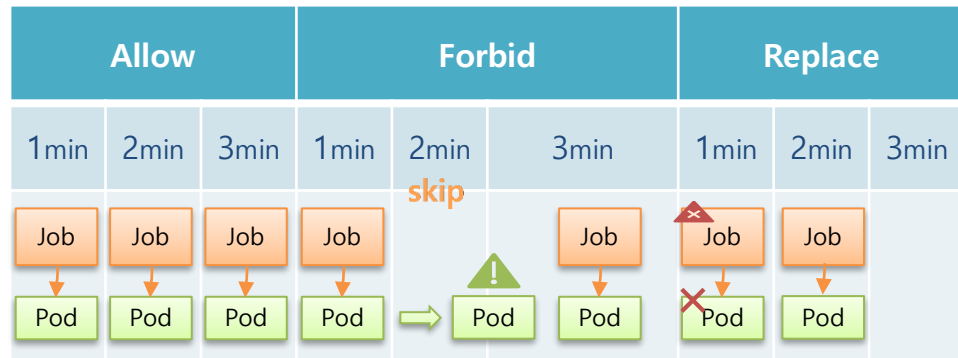 Allow Forbid Replace
1min 2min 3min 1min 2min 3min 1min 2min 3min
skip
Job Job Job Job Job Job Job
Pod Pod Pod Pod Pod Pod Pod Pod